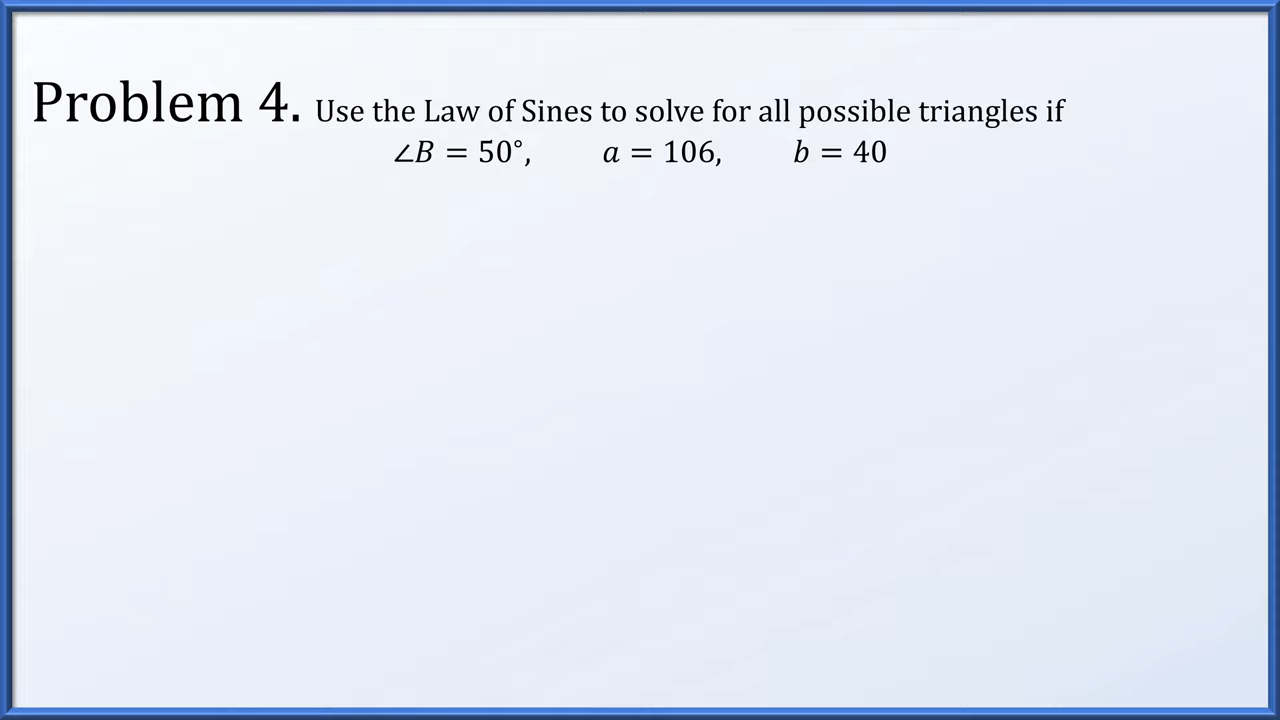 Problem 4. Use the Law of Sines to solve for all possible triangles if
∠B = 50°, a = 106, b = 40